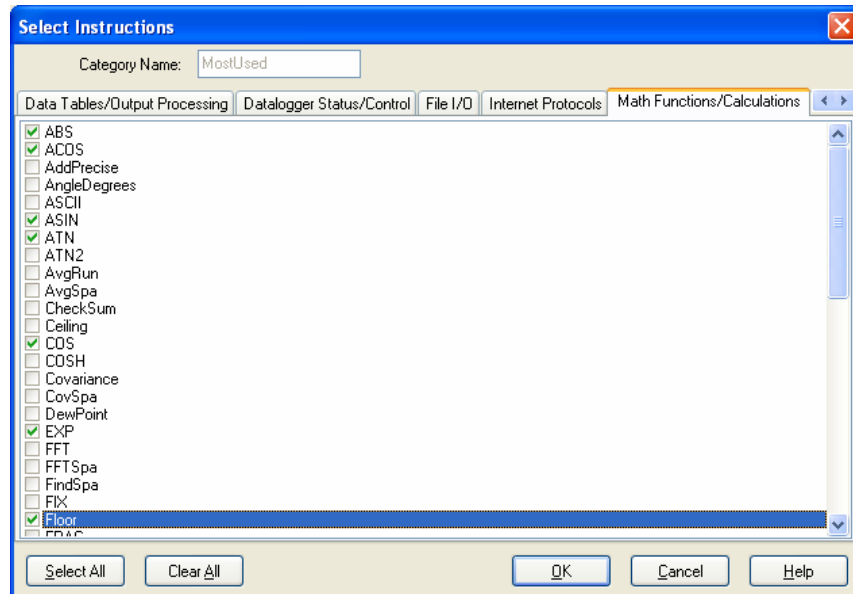 Select Instructions
Category Name: MostUsed
Data Tables/Output Processing Datalogger Status/Control File I/O Internet Protocols Math Functions/Calculations
ABS
ACOS
AddPrecise
AngleDegrees
ASCII
ASIN
ATN
ATN2
AvgRun
AvgSpa
CheckSum
Ceiling
COS
COSH
Covariance
CovSpa
DewPoint
EXP
FFT
FFTSpa
FindSpa
FIX
Floor
Select All Clear All OK Cancel Help